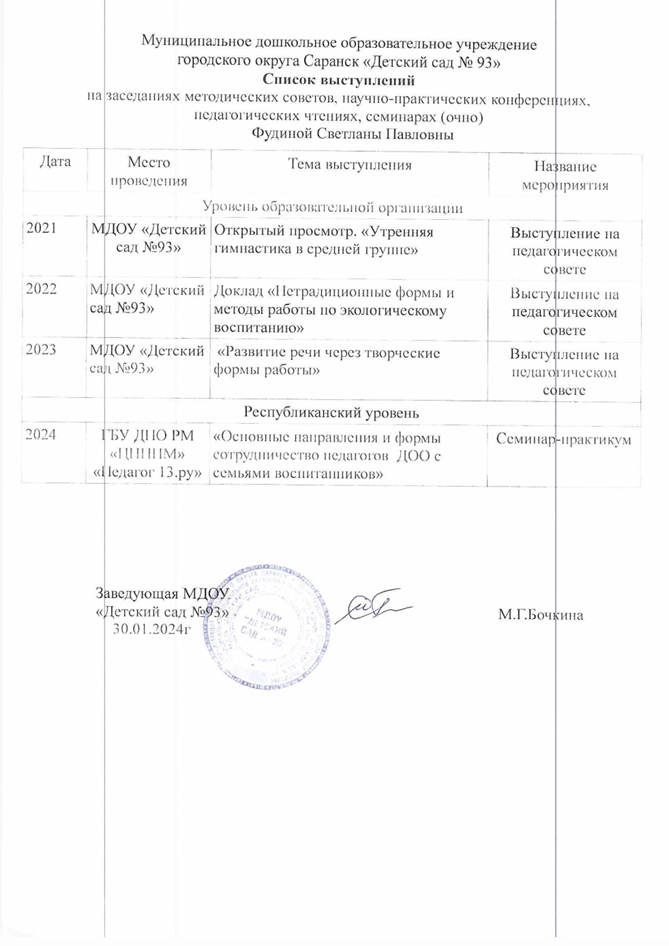 Муниципальное дошкольное образовательное учреждение
городского округа Саранск «Детский сад № 93»
Список выступлений
на заседаниях методических советов, научно-практических конференциях,
педагогических чтениях, семинарах (очно)
Фудиной Светланы Павловны
Дата Место проведения Тема выступления Название мероприятия
Уровень образовательной организации
2021 МДОУ «Детский Открытый просмотр. «Утренняя Выступление на
сад №93» гимнастика в средней группе» педагогическом
совете
2022 МДОУ «Детский Доклад «Нетрадиционные формы и Выступление на
сад №93» методы работы по экологическому педагогическом
воспитанию» совете
2023 МДОУ «Детский «Развитие речи через творческие Выступление на
сад №93» формы работы» педагогическом
совете
Республиканский уровень
2024 ГБУ ДПО РМ «Основные направления и формы Семинар-практикум
«ЦНППМ» сотрудничество педагогов ДОО с
«Педагог 13.ру» семьями воспитанников»
Заведующая МДОУ
«Детский сад №93» М.Г.Бочкина
30.01.2024г
МДОУ
"ДЕТСКИЙ
САД